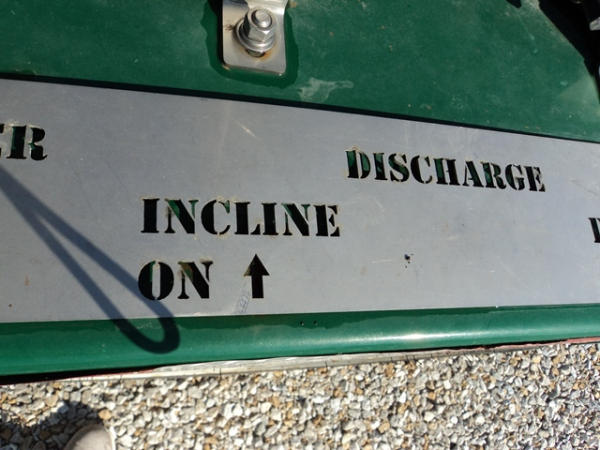 DISCHARGE
INCLINE
ON ↑